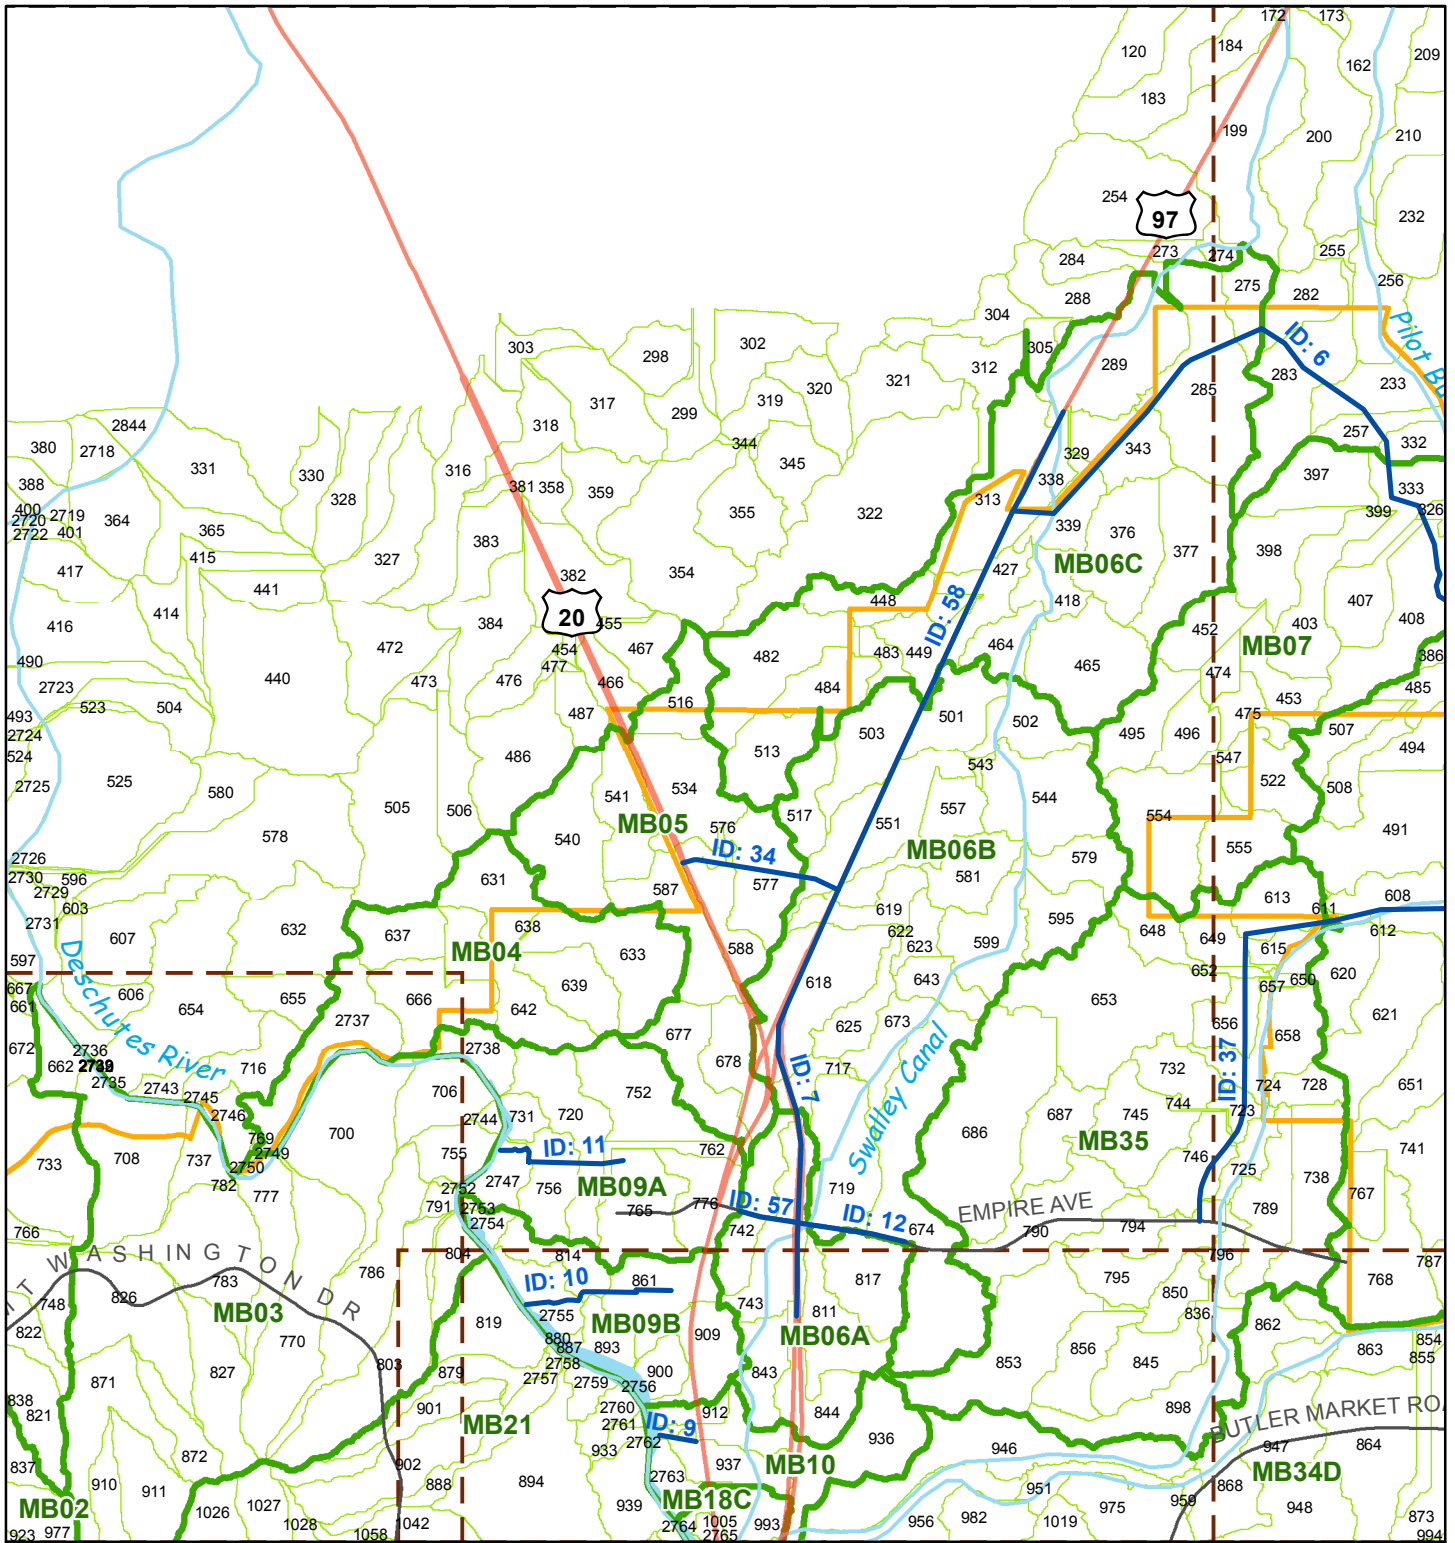 172 173
120 184 162 209
183
199 200 210
254
97
232
273 274 255
284
275 256
288 282
304
Pilot Bu
303 298 302 305
ID: 6
312 289
321 283 233
320 285
317 319
299
318
2844 257
380 2718 344 332
343
331 345 329
316 397
330 338
388 381 358 359 333
328 313
400 2719 355 322 399 326
2720 364 339
2722 401 365 376
383 377 398
415 327 MB06C
417 382 354 427
441
448 418 407
414 ID: 58
416 20 455 384 452 403 408
472 467 464 MB07
454 482 483 449
490 477 465 386
440 473 476 466 474
2723 484 485
523 504 516 453
493 487 501 502 475
2724 503 495 496 507
524 486 513 494
543 547
2725 525 580 534 522 508
541 557 544
505 506 517 554
MB05 551
578 540 576 491
MB06B 555
2726 ID: 34 579
2730 596 631 577 581
2729 587 613 608
603 619 611
2731 632 638 595
607 637 622 648 649 612
MB04 633 588 623 599 615
597 652 620
667 606 639 618 643 657 650
661 655 666 653
654 642 621
2737 673 656
Deschutes River 625 658
672 2736 2738 677
662 716 678
2735 752 ID: 7 717 732 ID: 37
2743 706 724 728 651
2745 744
2746 2744 731 720 Swalley Canal 687 745 723
769 700 686
2749 762 MB35 741
733 708 737 755 ID: 11 746
2750 725
782 2747 756 738
777 2752 MB09A 719
791 2753 765 776 ID: 57 767
2754 ID: 12 674 EMPIRE AVE 789
766 742 790 794
MT WASHINGTON DR 804 814 796 787
786
783 ID: 10 861 817 795 768
748 826 743 850
MB03 2755 811 836
822 819 MB09B MB06A 862
770 880 909 854
887 893 856 863
803 2758 853 845 855
871 827 879 2757 900 843
2759 2756
838 901 2760 912 844 898
821 MB21 2761 ID: 9 BUTLER MARKET ROA
933 2762 936 946 947 864
872 902 937 MB10
837 910 888 894 2763 MB34D
911 951 868
MB02 1027 939 MB18C 975 959 948
1026 1005 982
977 1028 1042 2764 993 956 1019 873
923 1058 2765 994